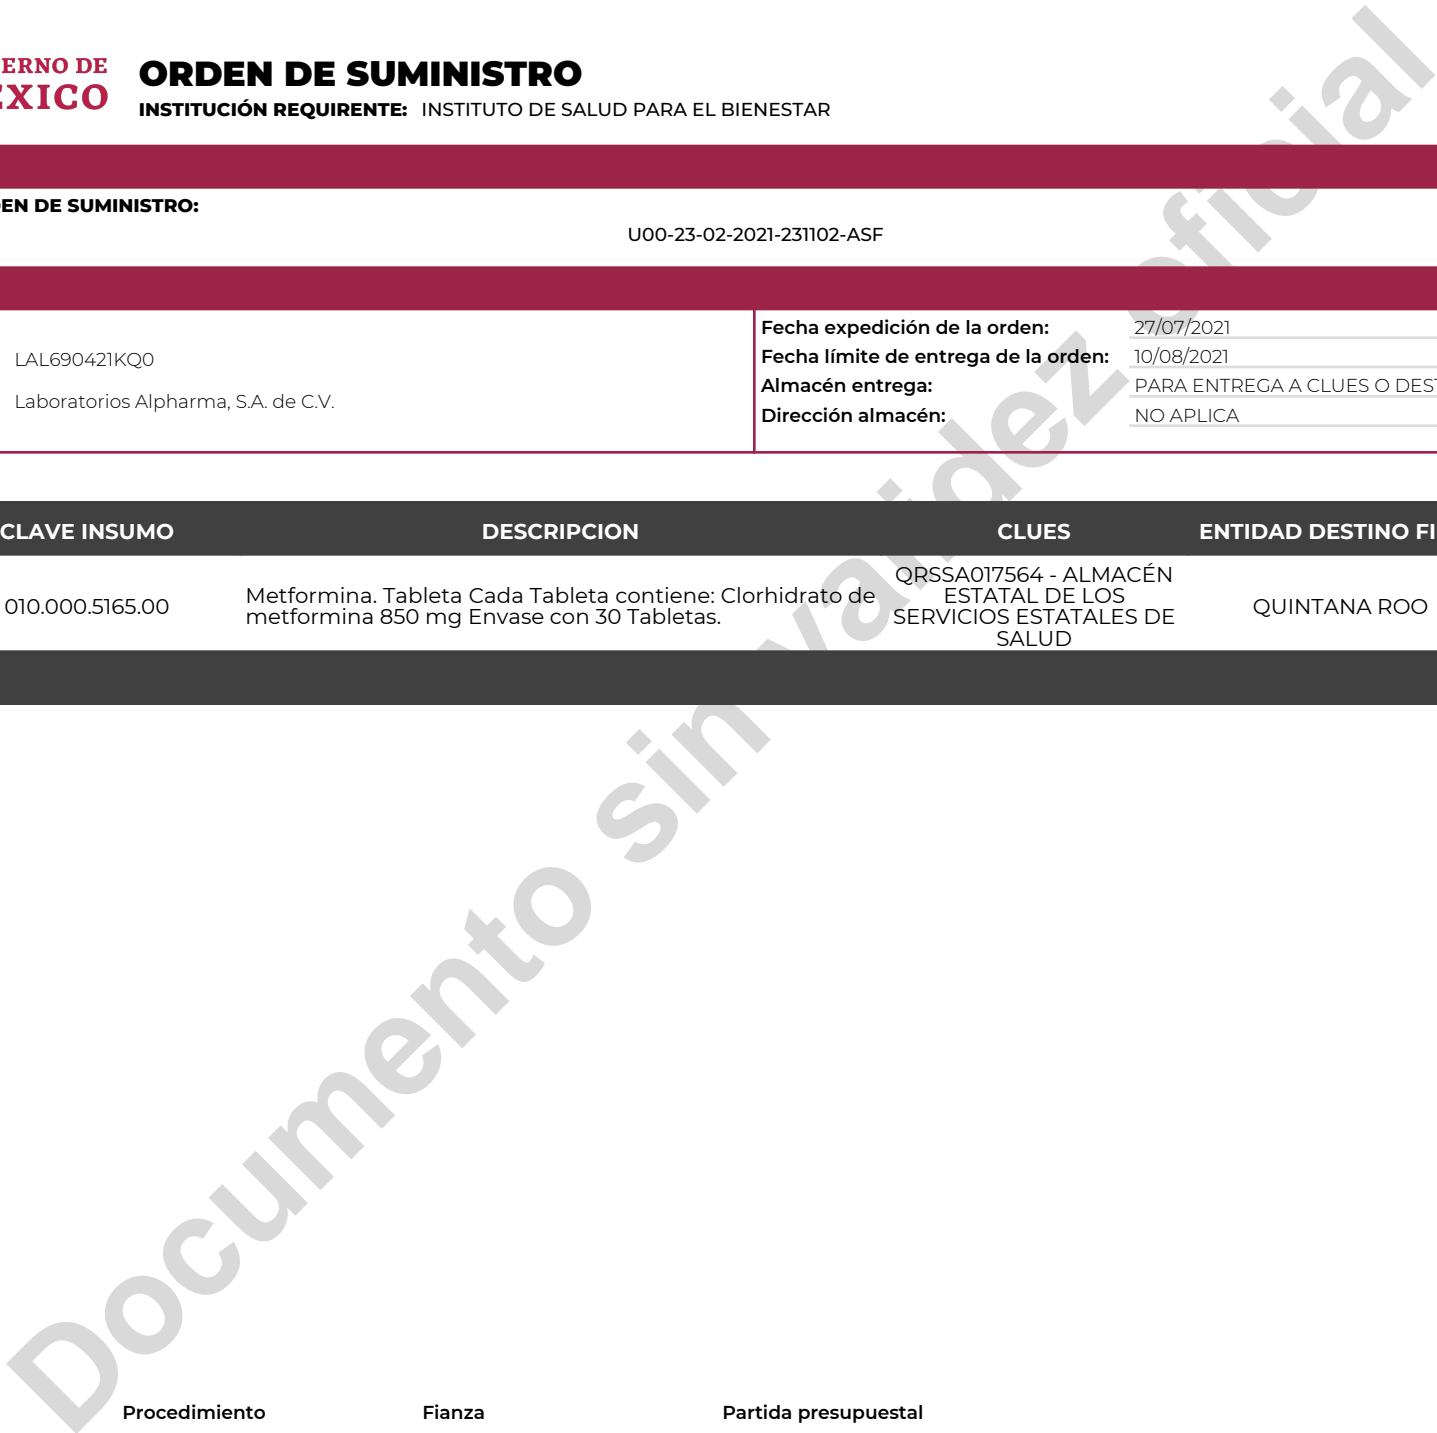 ERNO DE
EXICO
ORDEN DE SUMINISTRO
INSTITUCIÓN REQUIRENTE: INSTITUTO DE SALUD PARA EL BIENESTAR
EN DE SUMINISTRO:
U00-23-02-2021-231102-ASF
LAL690421KQ0
Laboratorios Alpharma, S.A. de C.V.
Fecha expedición de la orden: 27/07/2021
Fecha límite de entrega de la orden: 10/08/2021
Almacén entrega: PARA ENTREGA A CLUES O DEST
Dirección almacén: NO APLICA
CLAVE INSUMO DESCRIPCION CLUES ENTIDAD DESTINO FI
010.000.5165.00
Metformina. Tableta Cada Tableta contiene: Clorhidrato de
metformina 850 mg Envase con 30 Tabletas.
QRSSA017564 - ALMACÉN
ESTATAL DE LOS
SERVICIOS ESTATALES DE
SALUD
QUINTANA ROO
Documento sin validez oficial
Procedimiento Fianza Partida presupuestal